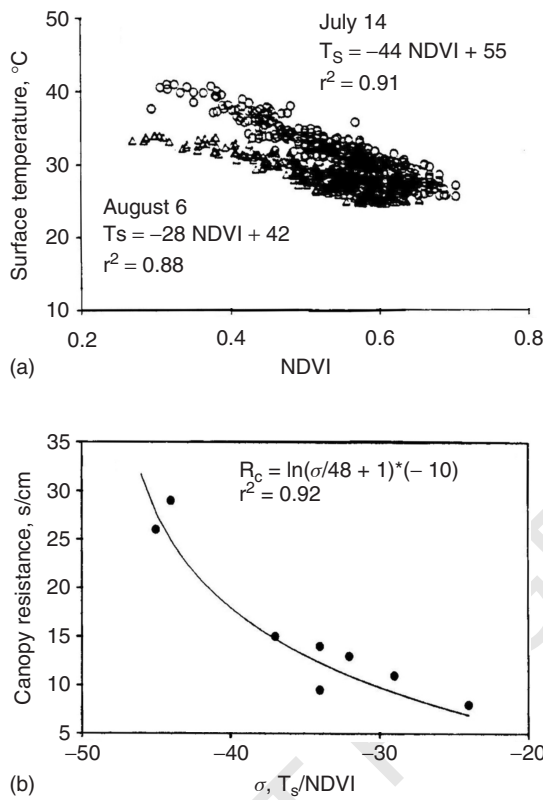 50
40
30
20
10
Surface temperature, °C
July 14
T_S = −44 NDVI + 55
r² = 0.91
August 6
Ts = −28 NDVI + 42
r² = 0.88
0.2 0.4 0.6 0.8
NDVI
(a)
35
30
25
20
15
10
5
Canopy resistance, s/cm
R_c = ln(σ/48 + 1)*(− 10)
r² = 0.92
−50 −40 −30 −20
σ, T_s/NDVI
(b)